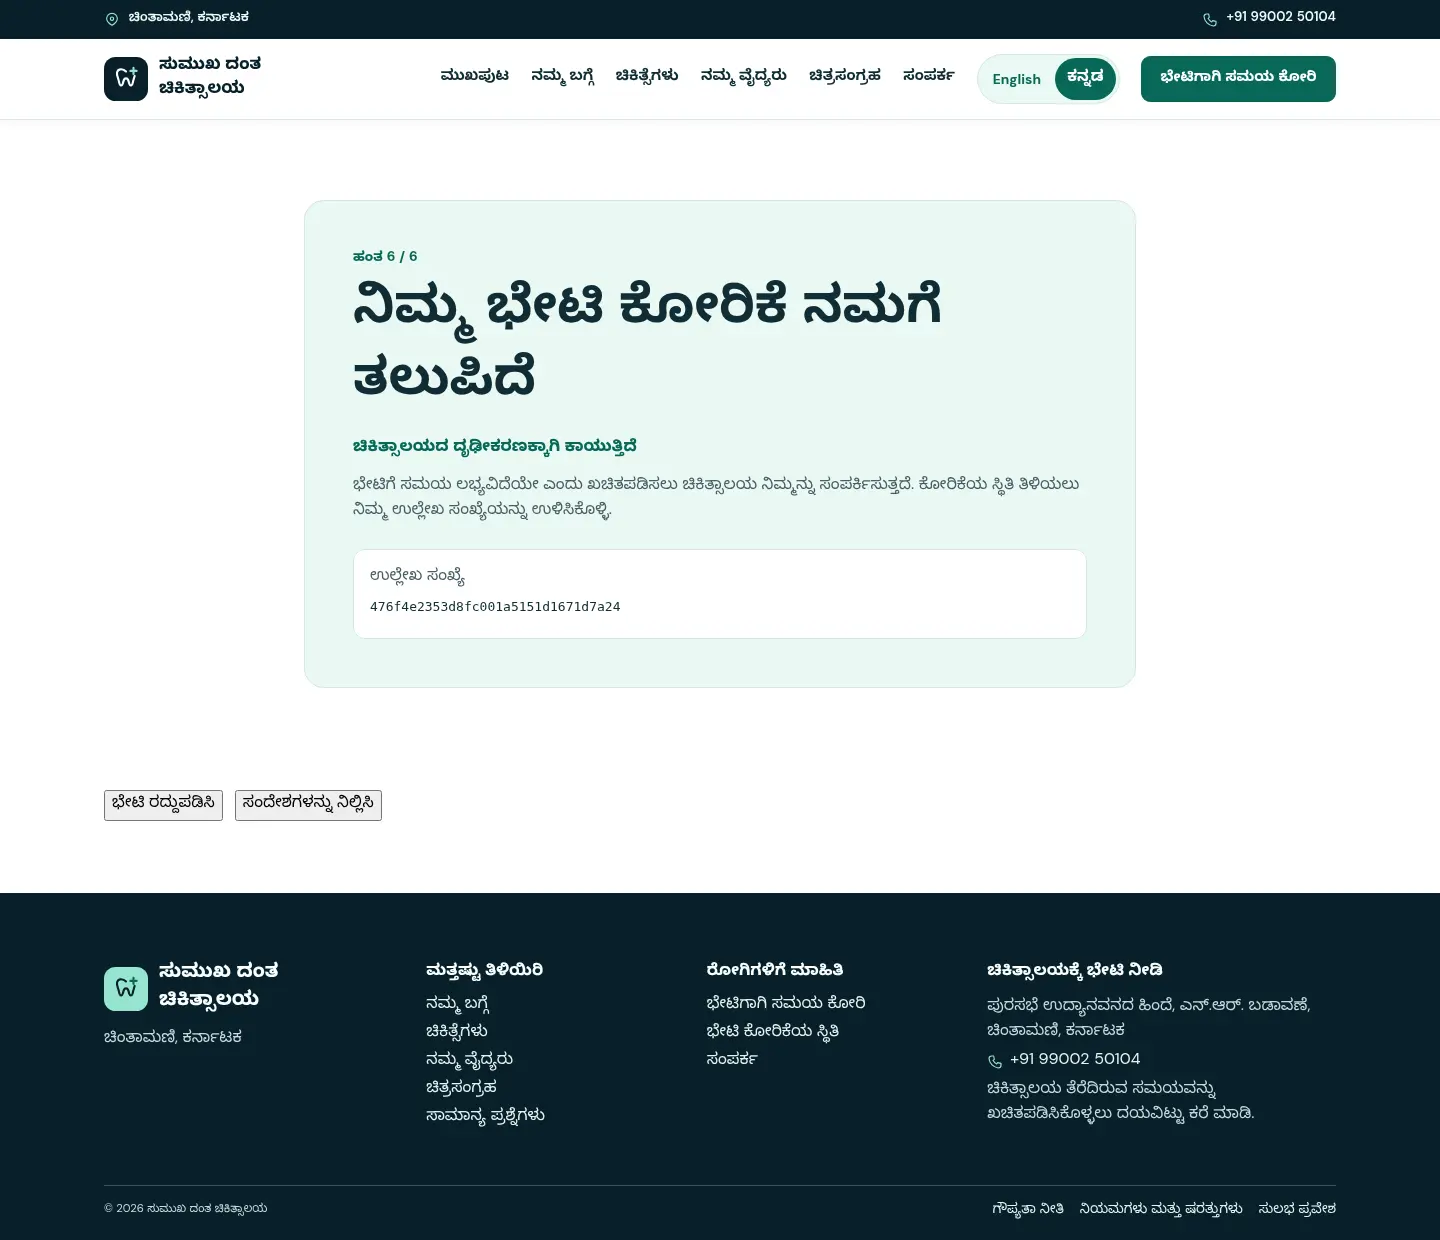 ಚಿಂತಾಮಣಿ, ಕರ್ನಾಟಕ
+91 99002 50104
ಸುಮುಖ ದಂತ
ಚಿಕಿತ್ಸಾಲಯ
ಮುಖಪುಟ
ನಮ್ಮ ಬಗ್ಗೆ
ಚಿಕಿತ್ಸೆಗಳು
ನಮ್ಮ ವೈದ್ಯರು
ಚಿತ್ರಸಂಗ್ರಹ
ಸಂಪರ್ಕ
English
ಕನ್ನಡ
ಭೇಟಿಗಾಗಿ ಸಮಯ ಕೋರಿ
ಹಂತ 6 / 6
ನಿಮ್ಮ ಭೇಟಿ ಕೋರಿಕೆ ನಮಗೆ
ತಲುಪಿದೆ
ಚಿಕಿತ್ಸಾಲಯದ ದೃಢೀಕರಣಕ್ಕಾಗಿ ಕಾಯುತ್ತಿದೆ
ಭೇಟಿಗೆ ಸಮಯ ಲಭ್ಯವಿದೆಯೇ ಎಂದು ಖಚಿತಪಡಿಸಲು ಚಿಕಿತ್ಸಾಲಯ ನಿಮ್ಮನ್ನು ಸಂಪರ್ಕಿಸುತ್ತದೆ. ಕೋರಿಕೆಯ ಸ್ಥಿತಿ ತಿಳಿಯಲು
ನಿಮ್ಮ ಉಲ್ಲೇಖ ಸಂಖ್ಯೆಯನ್ನು ಉಳಿಸಿಕೊಳ್ಳಿ.
ಉಲ್ಲೇಖ ಸಂಖ್ಯೆ
476f4e2353d8fc001a5151d1671d7a24
ಭೇಟಿ ರದ್ದುಪಡಿಸಿ
ಸಂದೇಶಗಳನ್ನು ನಿಲ್ಲಿಸಿ
ಸುಮುಖ ದಂತ
ಚಿಕಿತ್ಸಾಲಯ
ಚಿಂತಾಮಣಿ, ಕರ್ನಾಟಕ
ಮತ್ತಷ್ಟು ತಿಳಿಯಿರಿ
ನಮ್ಮ ಬಗ್ಗೆ
ಚಿಕಿತ್ಸೆಗಳು
ನಮ್ಮ ವೈದ್ಯರು
ಚಿತ್ರಸಂಗ್ರಹ
ಸಾಮಾನ್ಯ ಪ್ರಶ್ನೆಗಳು
ರೋಗಿಗಳಿಗೆ ಮಾಹಿತಿ
ಭೇಟಿಗಾಗಿ ಸಮಯ ಕೋರಿ
ಭೇಟಿ ಕೋರಿಕೆಯ ಸ್ಥಿತಿ
ಸಂಪರ್ಕ
ಚಿಕಿತ್ಸಾಲಯಕ್ಕೆ ಭೇಟಿ ನೀಡಿ
ಪುರಸಭೆ ಉದ್ಯಾನವನದ ಹಿಂದೆ, ಎನ್.ಆರ್. ಬಡಾವಣೆ,
ಚಿಂತಾಮಣಿ, ಕರ್ನಾಟಕ
+91 99002 50104
ಚಿಕಿತ್ಸಾಲಯ ತೆರೆದಿರುವ ಸಮಯವನ್ನು
ಖಚಿತಪಡಿಸಿಕೊಳ್ಳಲು ದಯವಿಟ್ಟು ಕರೆ ಮಾಡಿ.
© 2026 ಸುಮುಖ ದಂತ ಚಿಕಿತ್ಸಾಲಯ
ಗೌಪ್ಯತಾ ನೀತಿ
ನಿಯಮಗಳು ಮತ್ತು ಷರತ್ತುಗಳು
ಸುಲಭ ಪ್ರವೇಶ